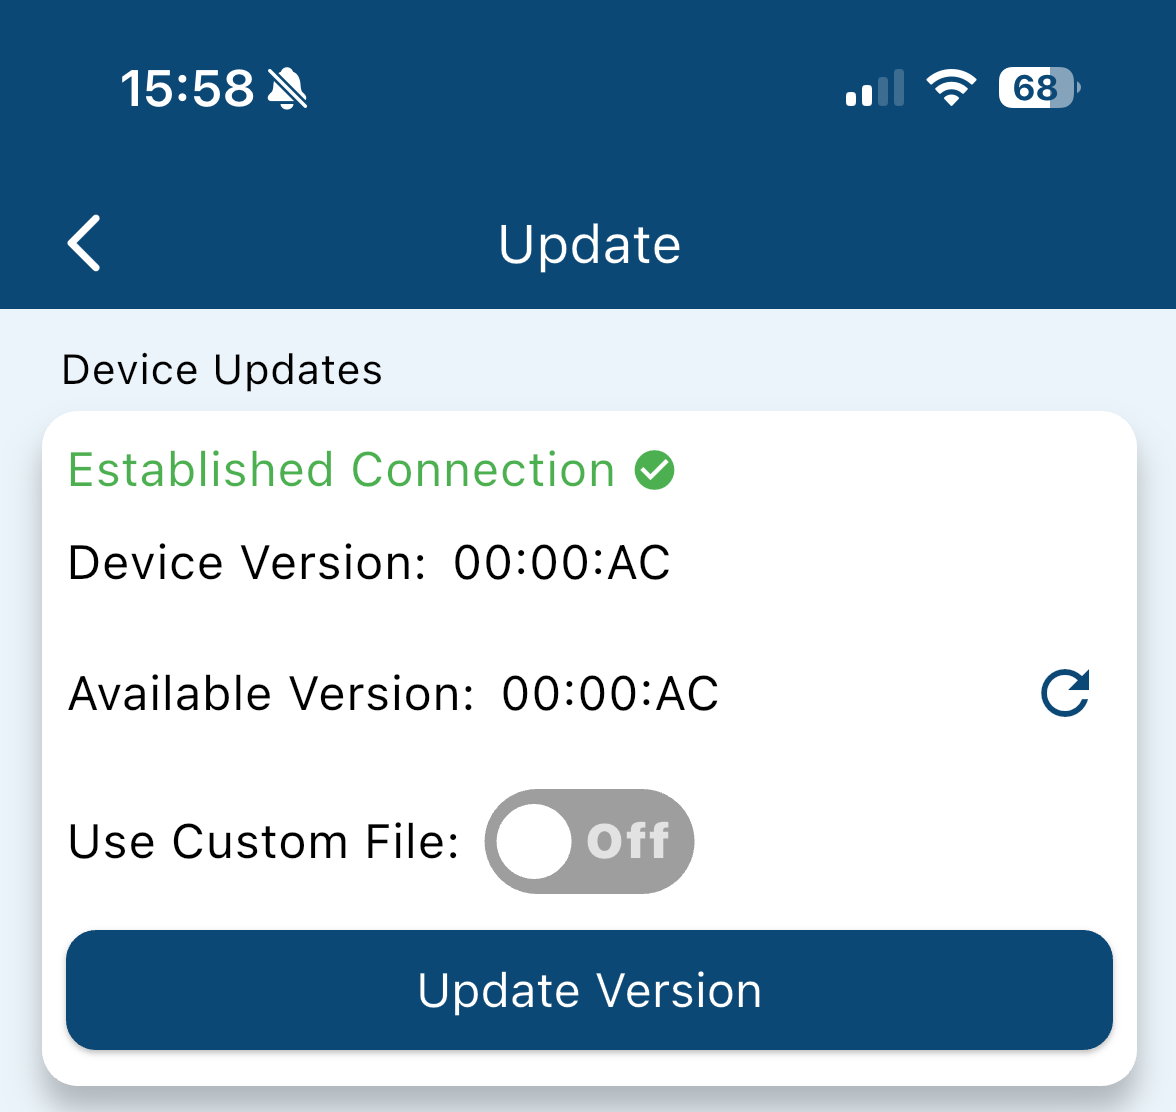 15:58 68
Update
Device Updates
Established Connection
Device Version: 00:00:AC
Available Version: 00:00:AC
Use Custom File: Off
Update Version